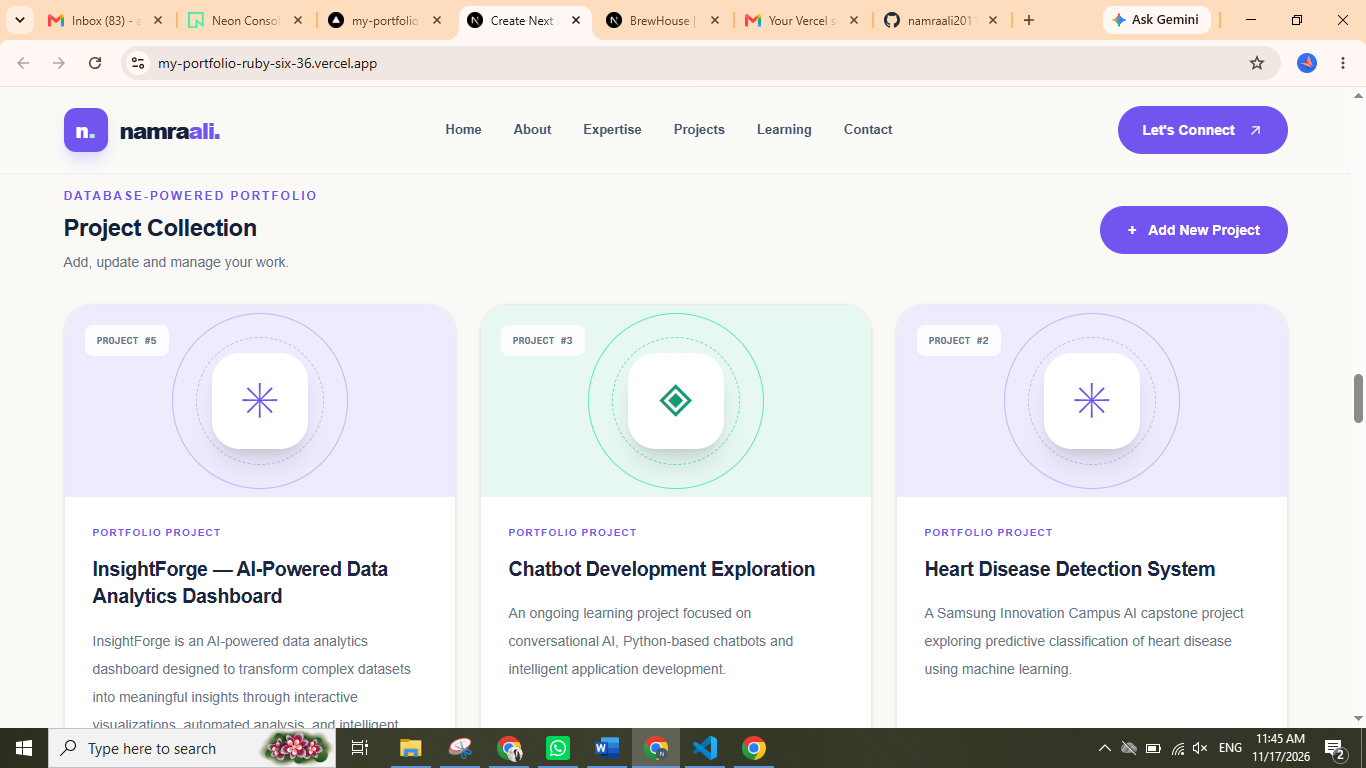 Inbox (83) - a
Neon Consol
my-portfolio
Create Next A
BrewHouse |
Your Vercel s
namraali201
Ask Gemini
my-portfolio-ruby-six-36.vercel.app
n. namraali.
Home
About
Expertise
Projects
Learning
Contact
Let's Connect
DATABASE-POWERED PORTFOLIO
Project Collection
Add, update and manage your work.
+ Add New Project
PROJECT #5
PORTFOLIO PROJECT
InsightForge — AI-Powered Data
Analytics Dashboard
InsightForge is an AI-powered data analytics
dashboard designed to transform complex datasets
into meaningful insights through interactive
visualizations, automated analysis, and intelligent
PROJECT #3
PORTFOLIO PROJECT
Chatbot Development Exploration
An ongoing learning project focused on
conversational AI, Python-based chatbots and
intelligent application development.
PROJECT #2
PORTFOLIO PROJECT
Heart Disease Detection System
A Samsung Innovation Campus AI capstone project
exploring predictive classification of heart disease
using machine learning.
Type here to search
ENG
11:45 AM
11/17/2026
2